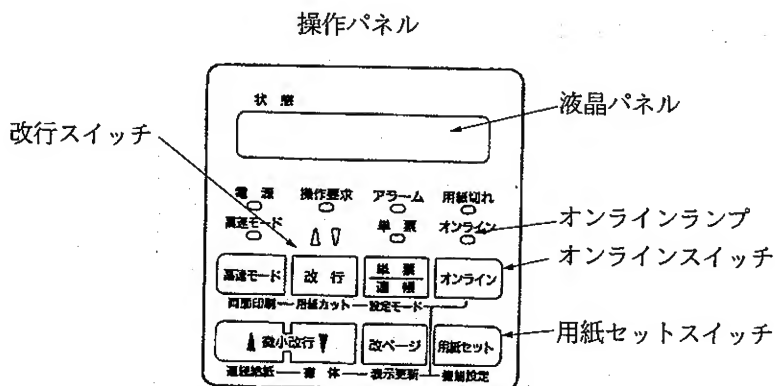 操作パネル
状態
液晶パネル
改行スイッチ
電源 操作要求 アラーム 用紙切れ
高速モード 単票 オンライン
オンラインランプ
オンラインスイッチ
高速モード 改行 単票 連帳 オンライン
両面印刷 用紙カット 設定モード
用紙セットスイッチ
微小改行 改ページ 用紙セット
書体 表示更新